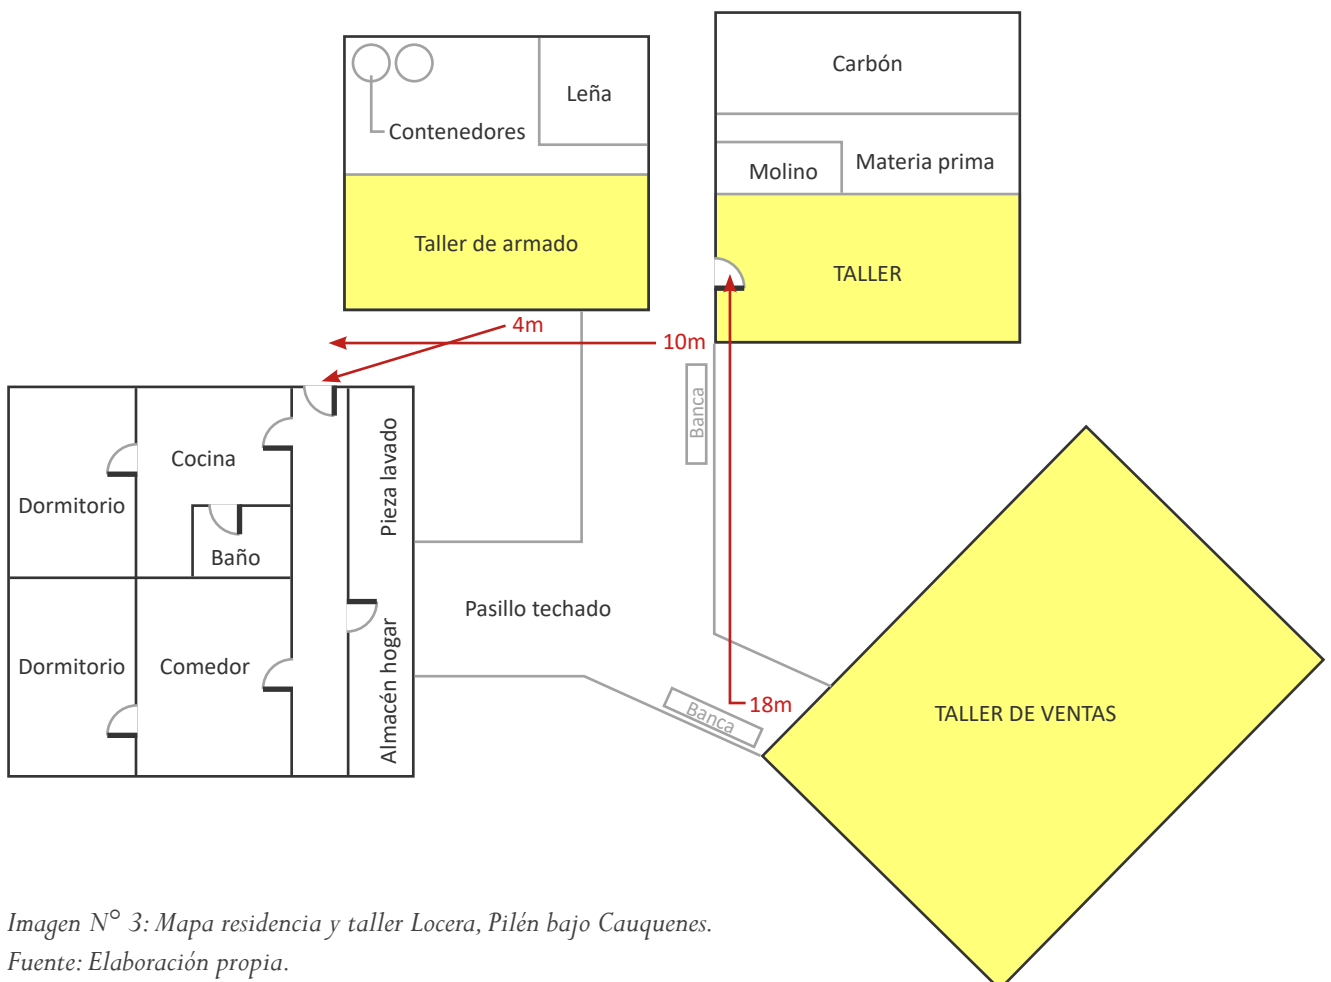 Carbón
Leña
Contenedores
Molino
Materia prima
Taller de armado
TALLER
4m
10m
Banca
Pieza lavado
Cocina
Dormitorio
Baño
Pasillo techado
Dormitorio
Comedor
Almacén hogar
18m
Banca
TALLER DE VENTAS
Imagen N° 3: Mapa residencia y taller Locera, Pilén bajo Cauquenes.
Fuente: Elaboración propia.